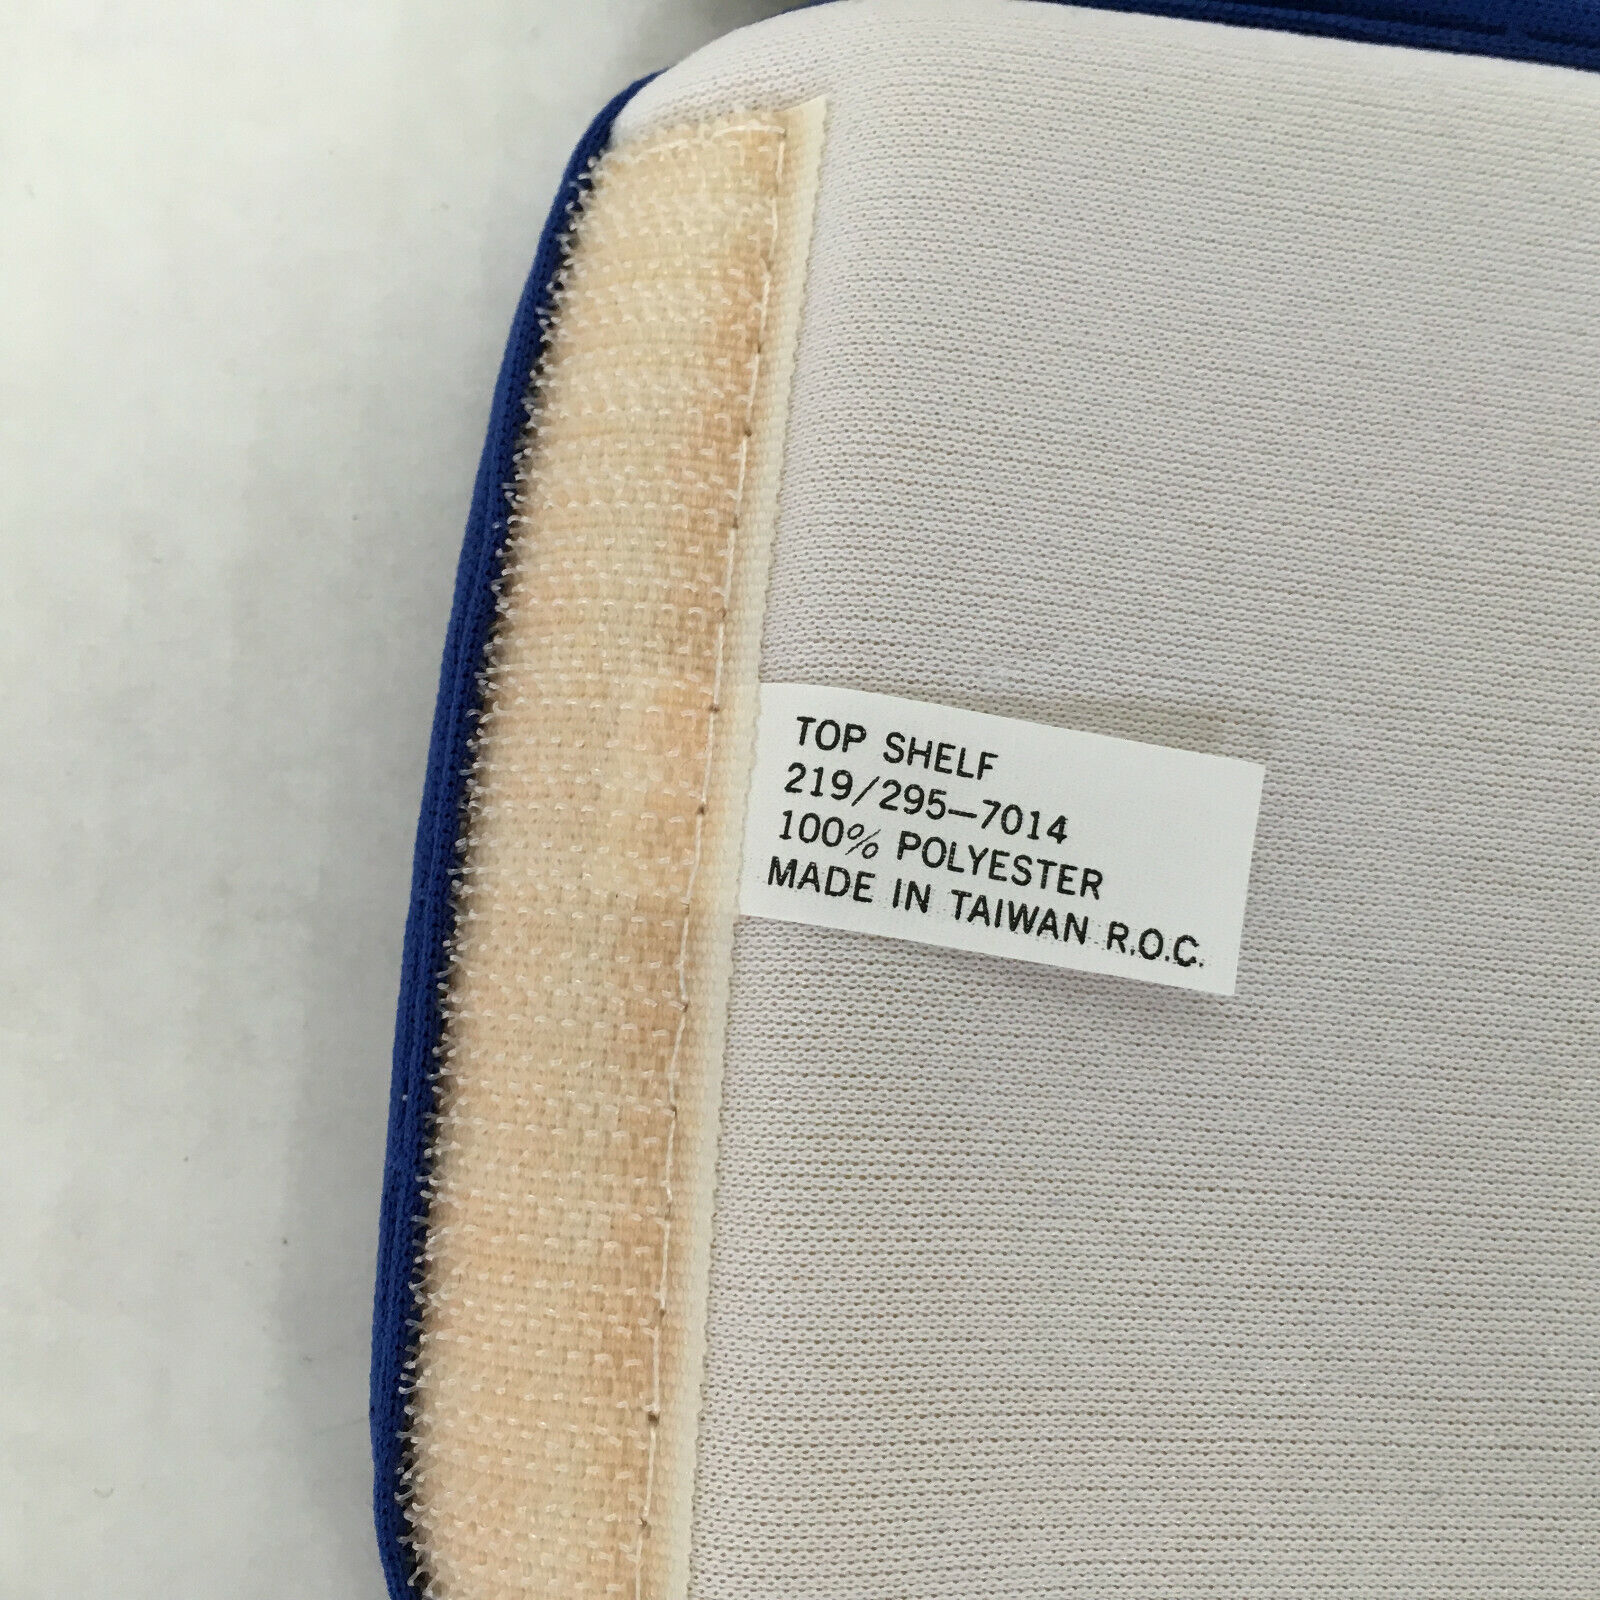 TOP SHELF
219/295-7014
100% POLYESTER
MADE IN TAIWAN R.O.C.